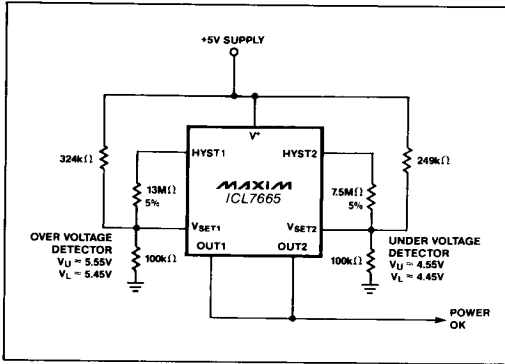 +5V SUPPLY
V+
HYST1
HYST2
324kΩ
249kΩ
13MΩ
5%
MAXIM
ICL7665
7.5MΩ
5%
VSET1
VSET2
OUT1
OUT2
OVER VOLTAGE
DETECTOR
VU ≈ 5.55V
VL ≈ 5.45V
100kΩ
100kΩ
UNDER VOLTAGE
DETECTOR
VU ≈ 4.55V
VL ≈ 4.45V
POWER
OK